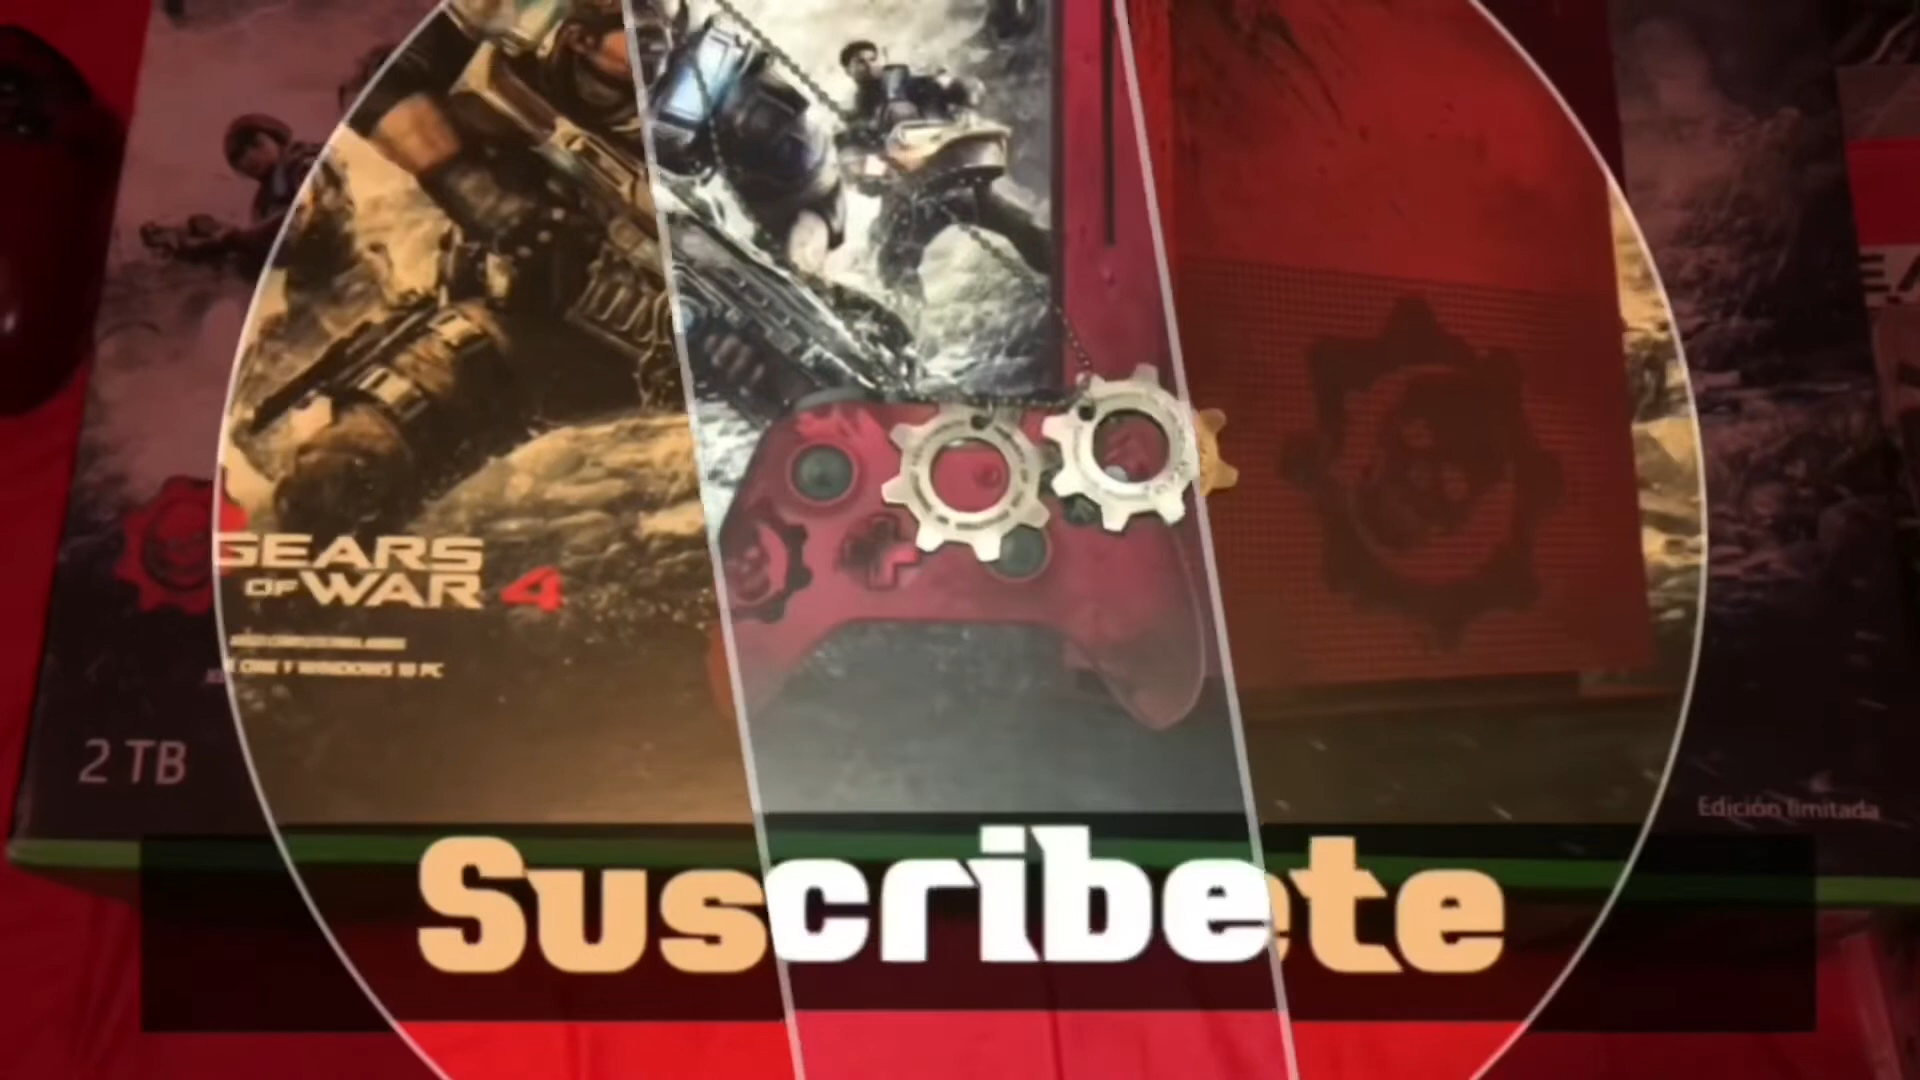 GEARS
OF WAR 4
2 TB
Edición limitada
Suscribete